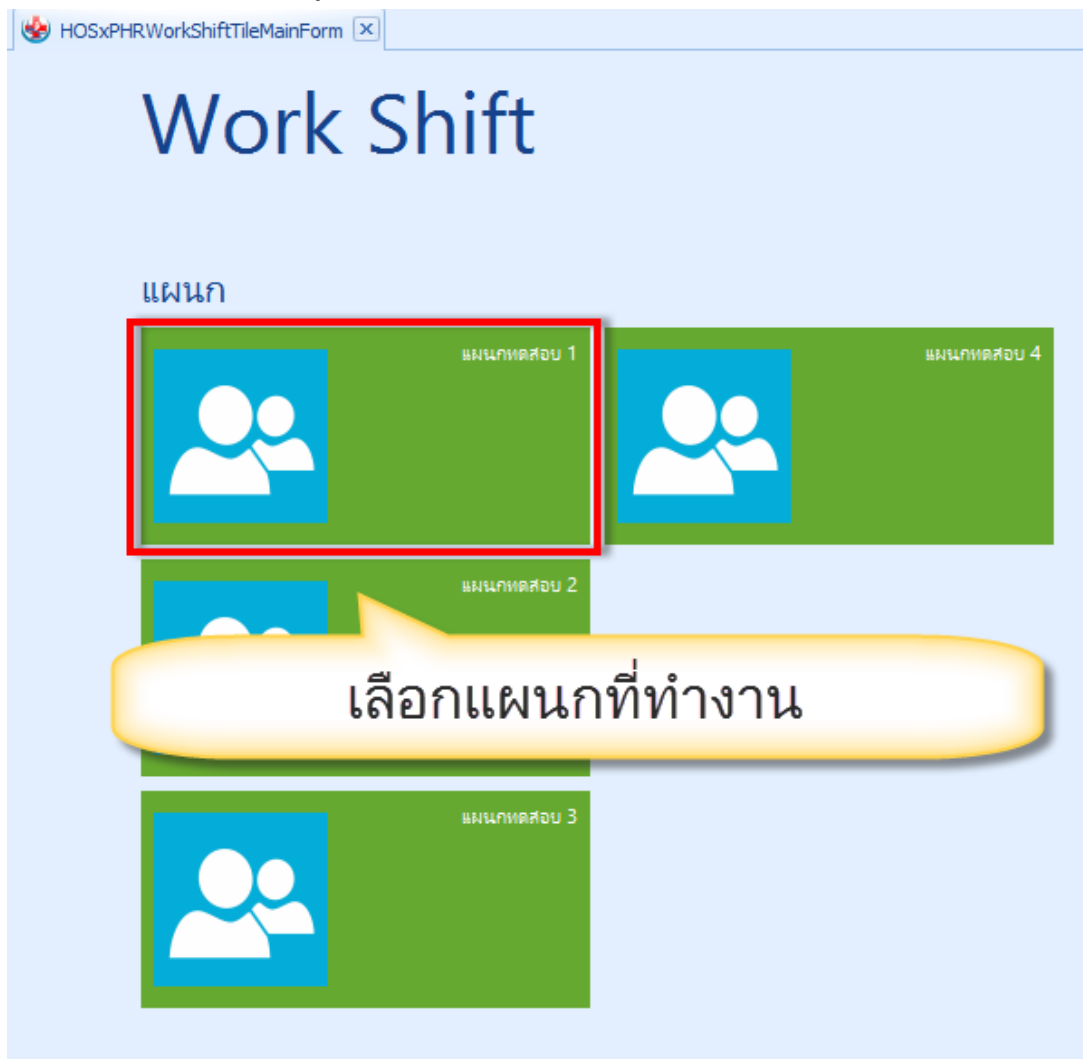 HOSxPHRWorkShiftTileMainForm
Work Shift
แผนก
แผนกทดสอบ 1
แผนกทดสอบ 4
แผนกทดสอบ 2
เลือกแผนกที่ทำงาน
แผนกทดสอบ 3